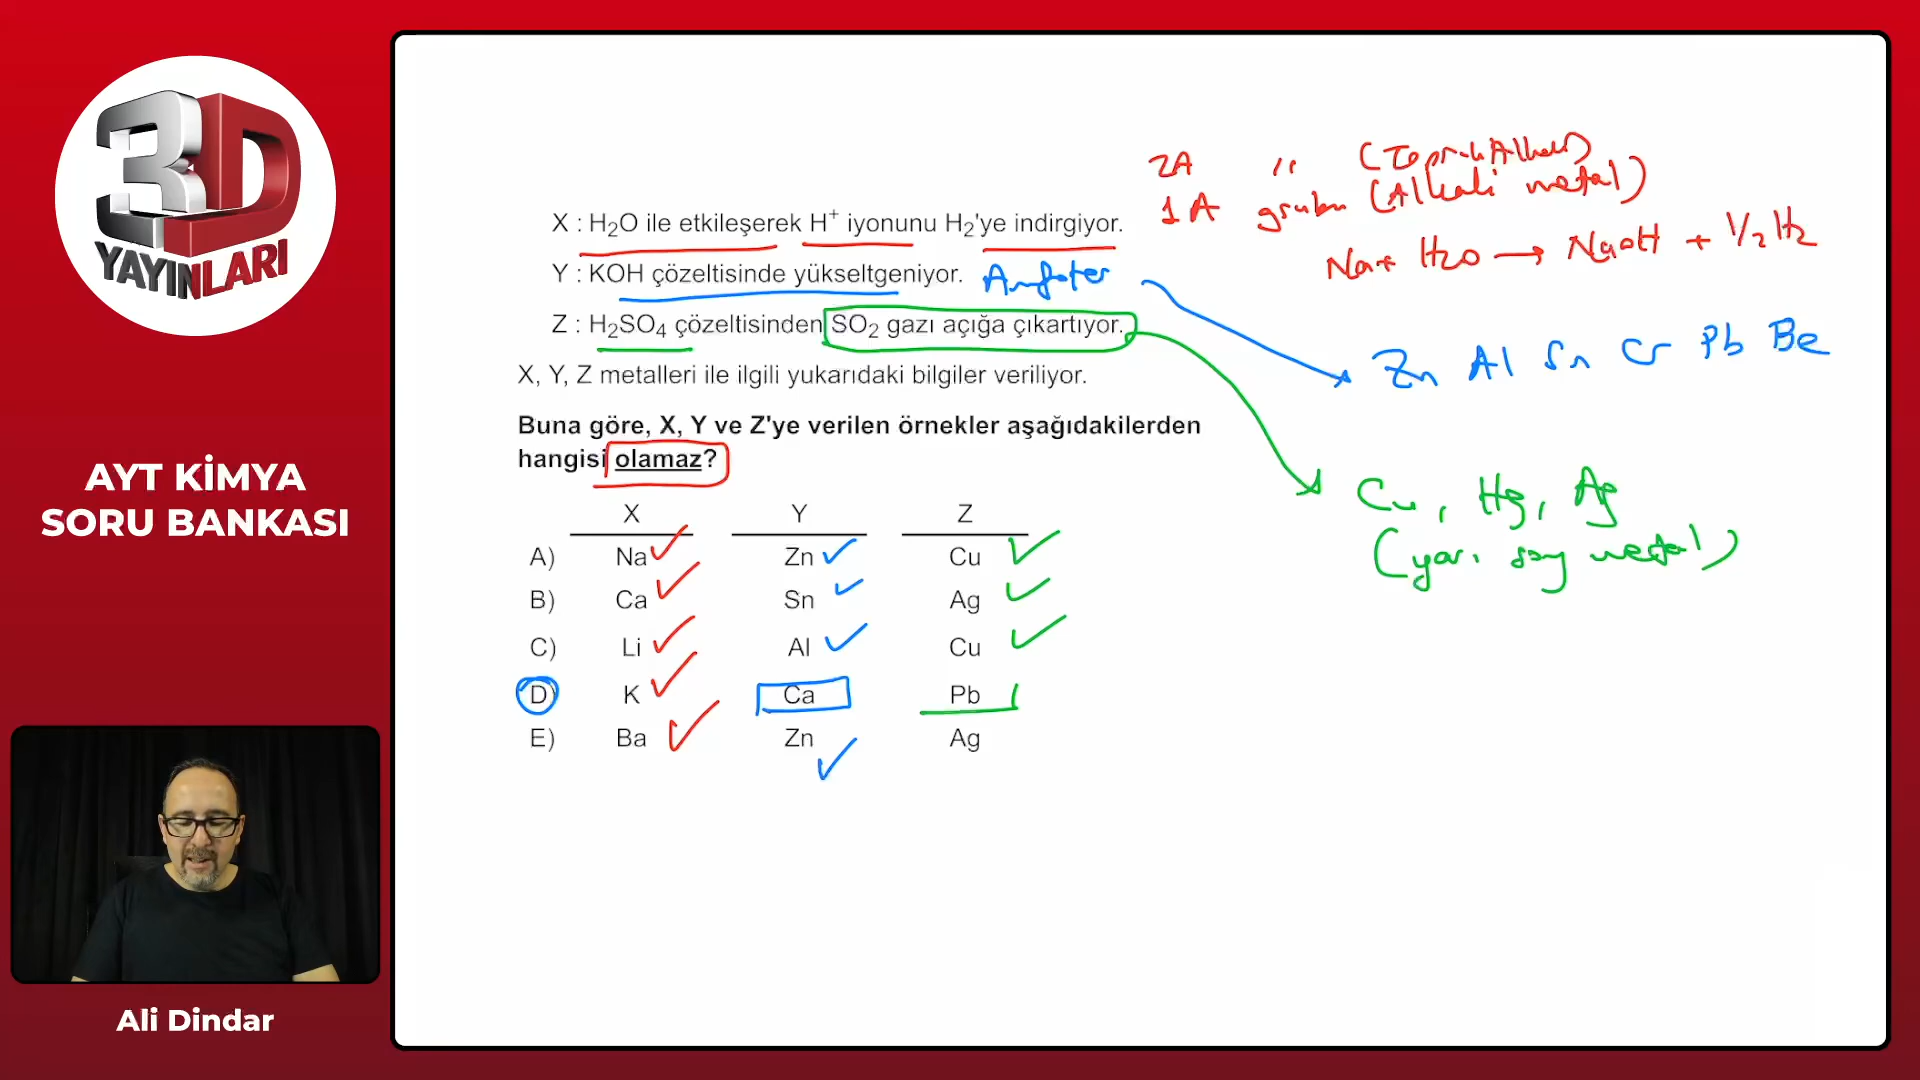 3D
YAYINLARI
AYT KİMYA
SORU BANKASI
Ali Dindar
X : H₂O ile etkileşerek H⁺ iyonunu H₂'ye indirgiyor.
Y : KOH çözeltisinde yükseltgeniyor. Amfoter
Z : H₂SO₄ çözeltisinden SO₂ gazı açığa çıkartıyor.
X, Y, Z metalleri ile ilgili yukarıdaki bilgiler veriliyor.
Buna göre, X, Y ve Z'ye verilen örnekler aşağıdakilerden
hangisi olamaz?
X Y Z
A) Na Zn Cu
B) Ca Sn Ag
C) Li Al Cu
D) K Ca Pb
E) Ba Zn Ag
2A " (Toprak Alkali)
1A grubu (Alkali metal)
Na + H₂O → NaOH + 1/2 H₂
Zn Al Sn Cr Pb Be
Cu, Hg, Ag
(yarı soy metal)